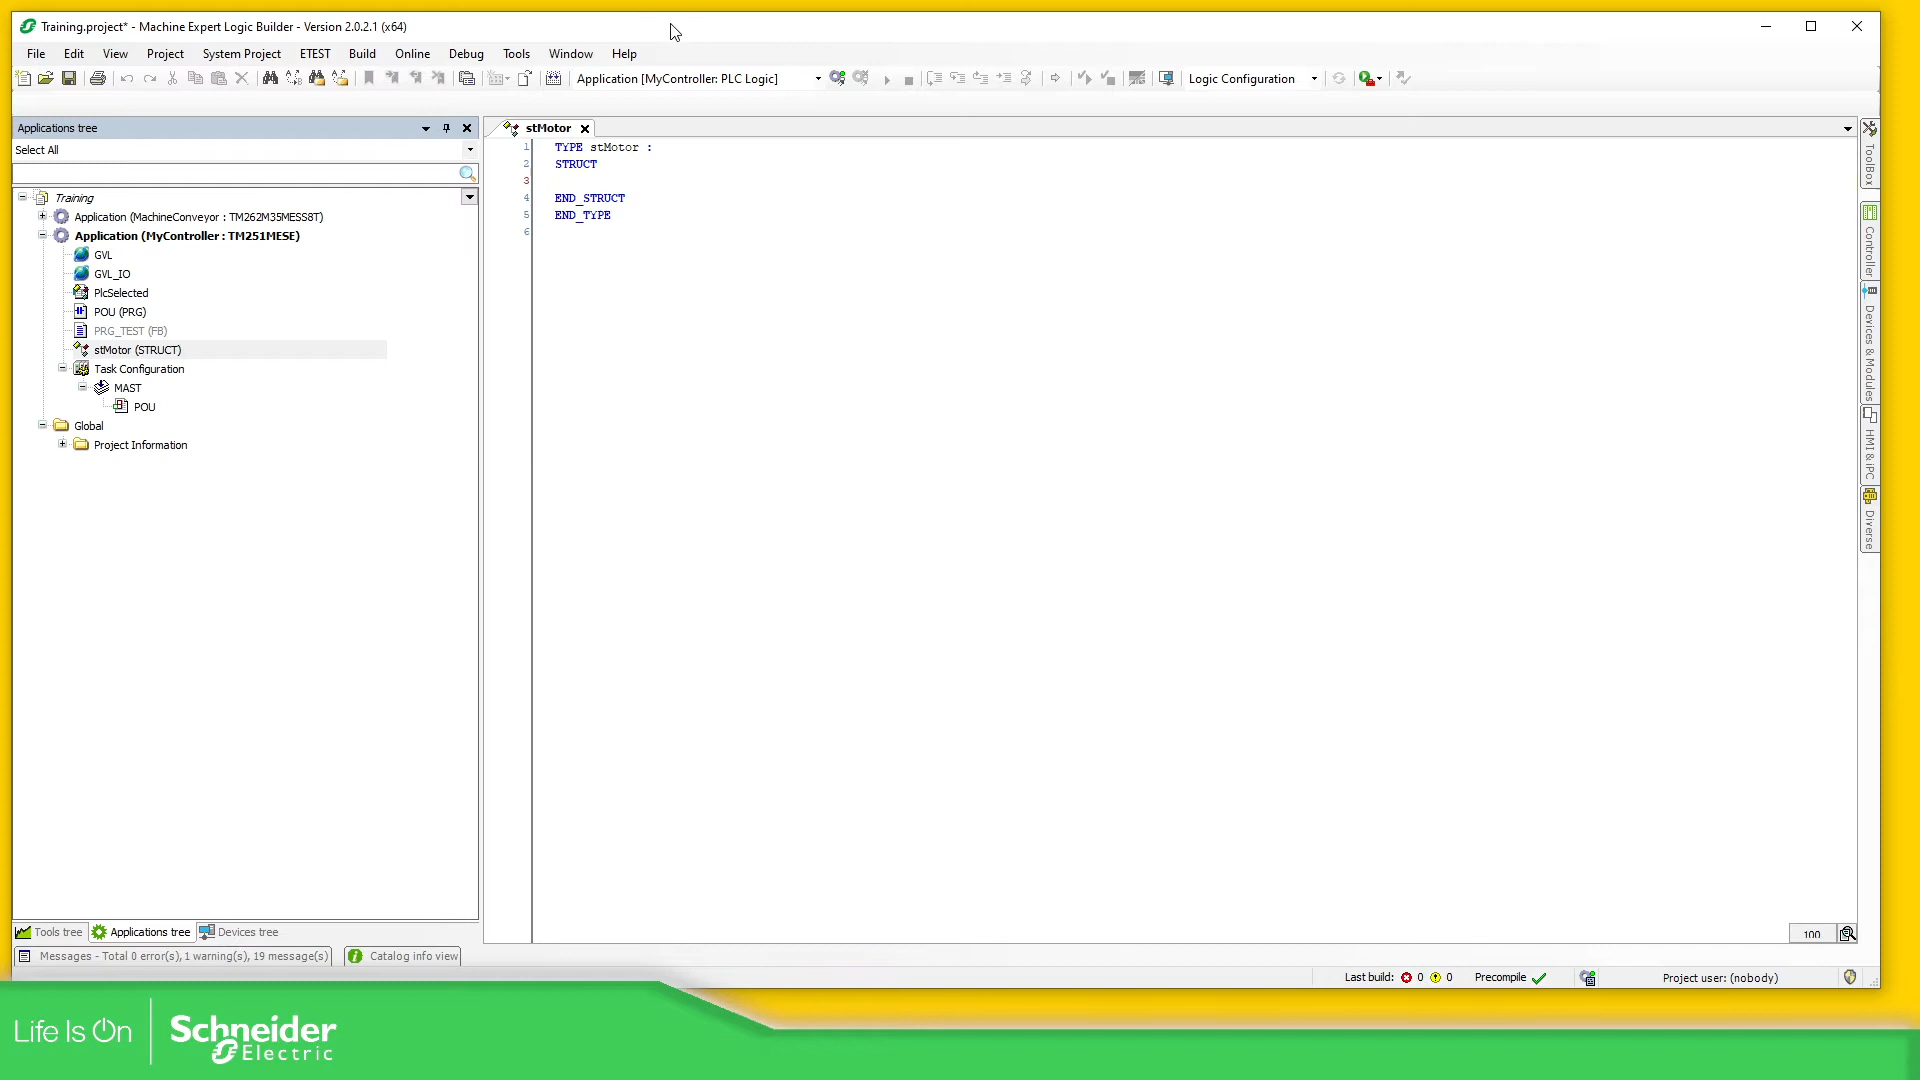 Training.project* - Machine Expert Logic Builder - Version 2.0.2.1 (x64)
File Edit View Project System Project ETEST Build Online Debug Tools Window Help
Application [MyController: PLC Logic] Logic Configuration
Applications tree
Select All
Training
Application (MachineConveyor : TM262M35MESS8T)
Application (MyController : TM251MESE)
GVL
GVL_IO
PlcSelected
POU (PRG)
PRG_TEST (FB)
stMotor (STRUCT)
Task Configuration
MAST
POU
Global
Project Information
stMotor
1 TYPE stMotor :
2 STRUCT
3
4 END_STRUCT
5 END_TYPE
6
100
ToolBox
Controller
Devices & Modules
HMI & iPC
Diverse
Tools tree Applications tree Devices tree
Messages - Total 0 error(s), 1 warning(s), 19 message(s) Catalog info view
Last build: 0 0 Precompile Project user: (nobody)
Life Is On Schneider
Electric